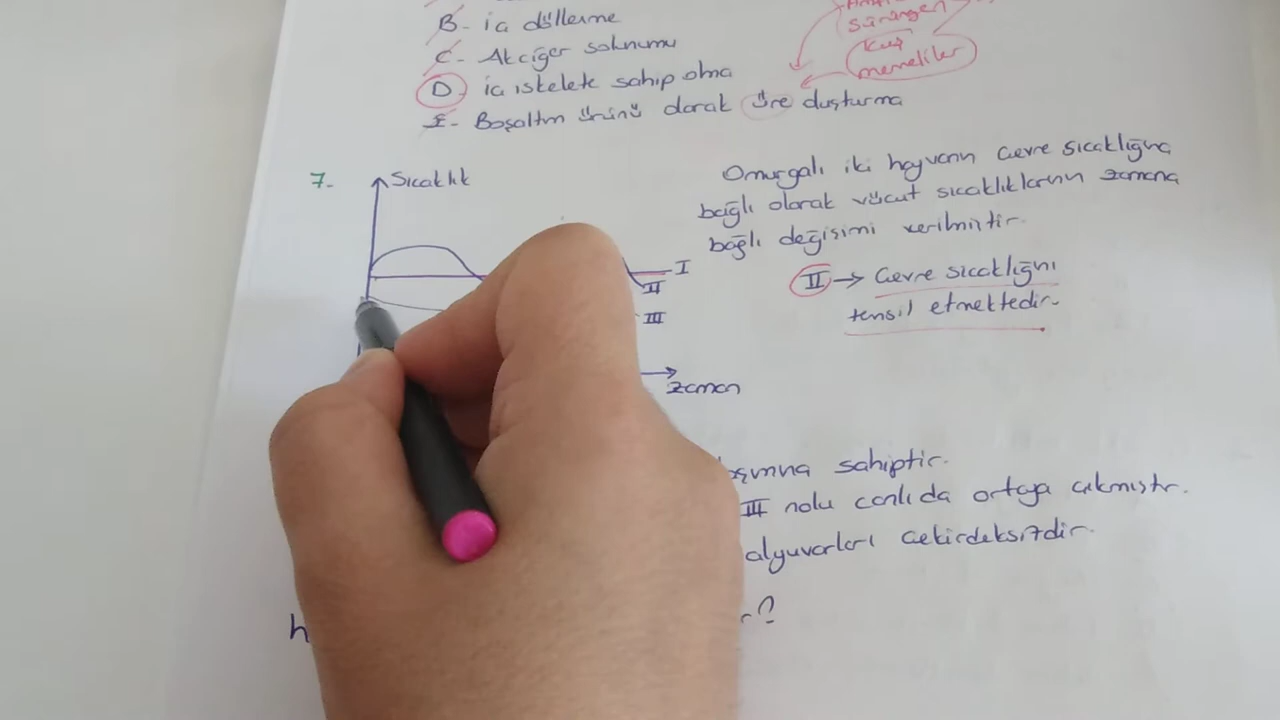 B- iç dölleme
sürüngen
C- Akciğer solunumu
Kuş
memeliler
D- iç iskelete sahip olma
E- Boşaltım ürünü olarak üre oluşturma
7.
Sıcaklık
Omurgalı iki hayvanın çevre sıcaklığına
bağlı olarak vücut sıcaklıklarının zamana
bağlı değişimi verilmiştir.
I
II
III
II → Çevre sıcaklığını
temsil etmektedir.
zaman
sahiptir.
III nolu canlıda ortaya çıkmıştır.
alyuvarları çekirdeksizdir.
h
?